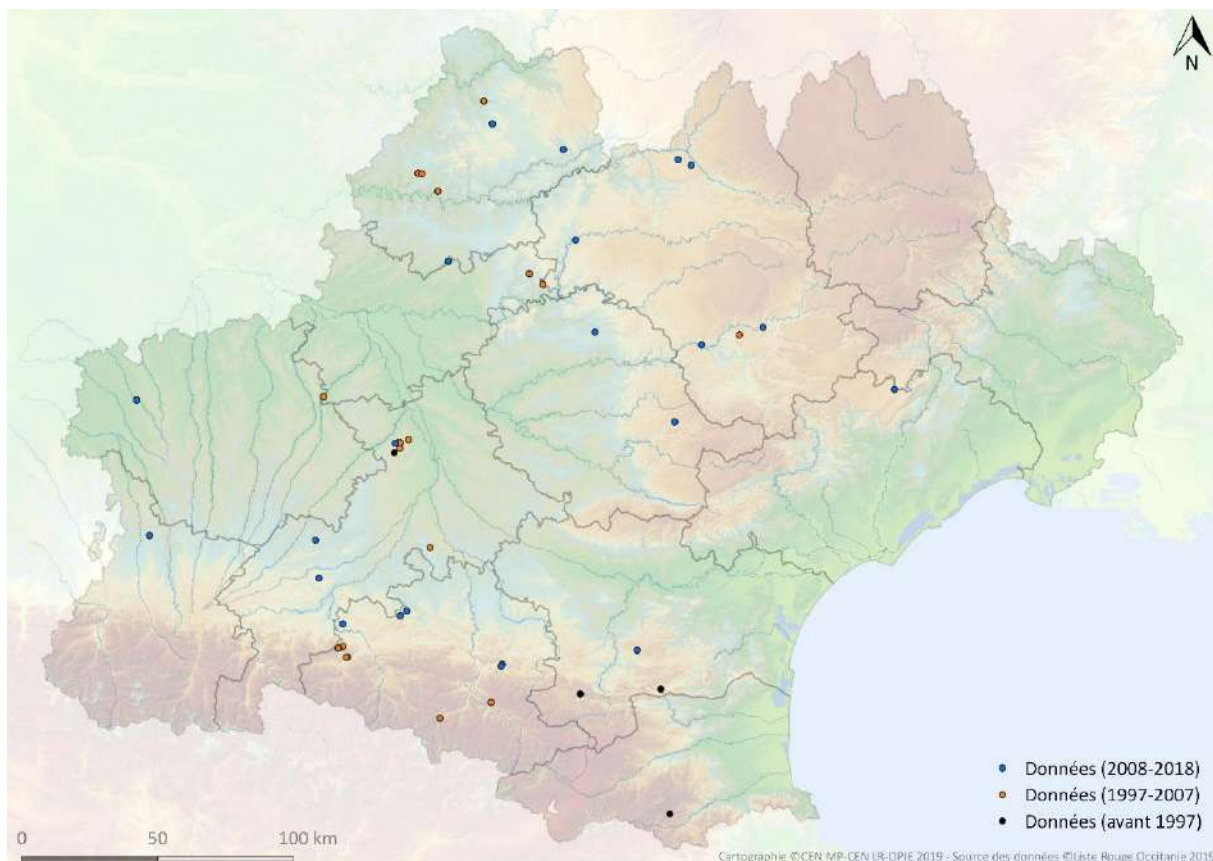 N
Données (2008-2018)
Données (1997-2007)
Données (avant 1997)
0 50 100 km
Cartographie ©CEN MP-CEN LR-OPIE 2019 - Source des données ©Liste Rouge Occitanie 2019